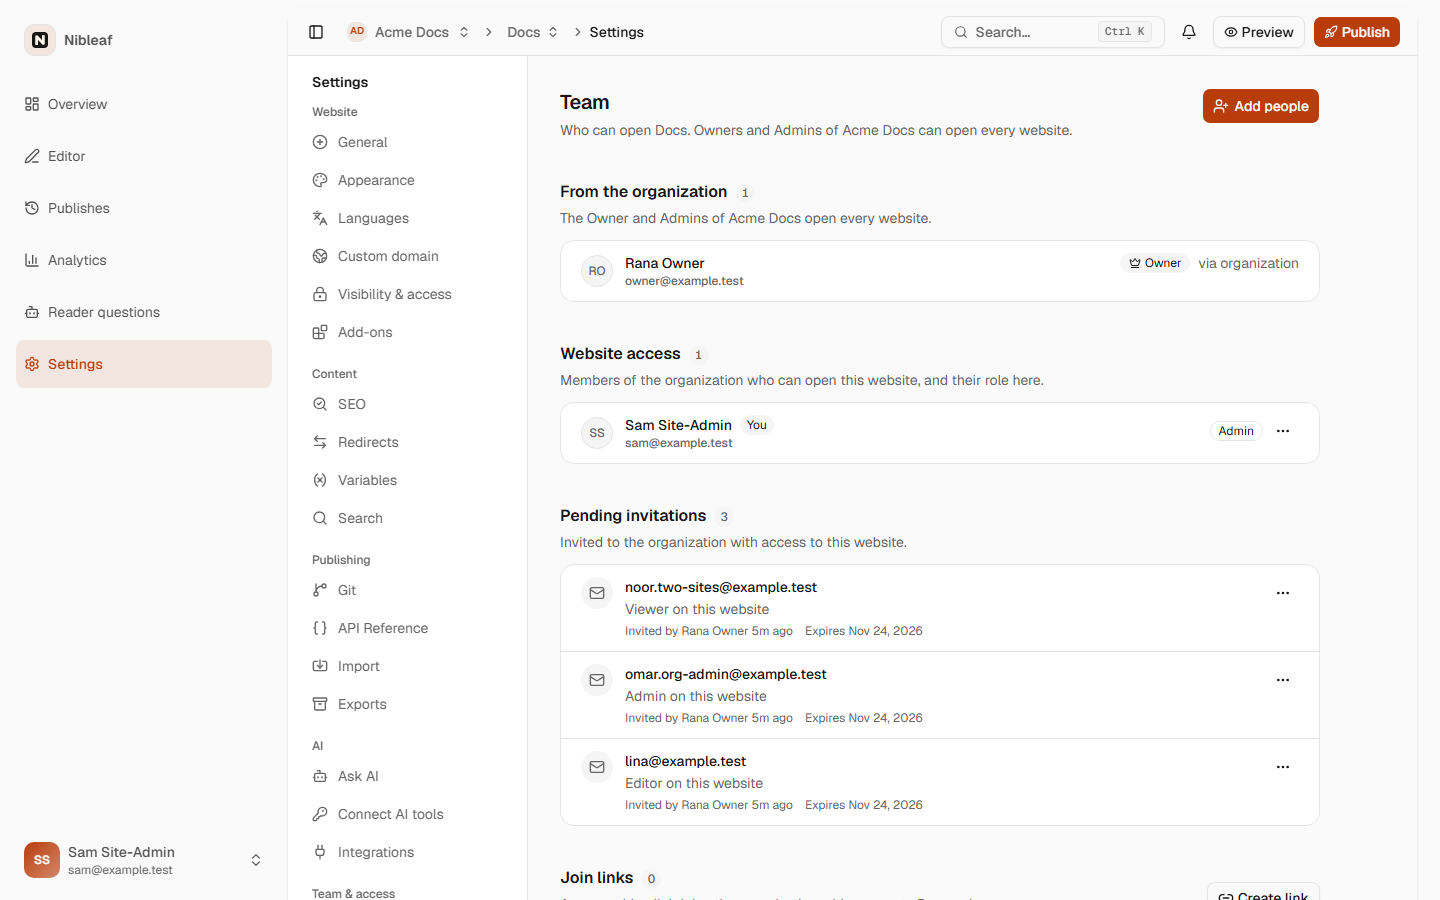 Nibleaf
Overview
Editor
Publishes
Analytics
Reader questions
Settings
SS
Sam Site-Admin
sam@example.test
AD Acme Docs
Docs
Settings
Search...
Ctrl K
Preview
Publish
Settings
Website
General
Appearance
Languages
Custom domain
Visibility & access
Add-ons
Content
SEO
Redirects
Variables
Search
Publishing
Git
API Reference
Import
Exports
AI
Ask AI
Connect AI tools
Integrations
Team & access
Team
Add people
Who can open Docs. Owners and Admins of Acme Docs can open every website.
From the organization 1
The Owner and Admins of Acme Docs open every website.
RO
Rana Owner
owner@example.test
Owner
via organization
Website access 1
Members of the organization who can open this website, and their role here.
SS
Sam Site-Admin You
sam@example.test
Admin
Pending invitations 3
Invited to the organization with access to this website.
noor.two-sites@example.test
Viewer on this website
Invited by Rana Owner 5m ago Expires Nov 24, 2026
omar.org-admin@example.test
Admin on this website
Invited by Rana Owner 5m ago Expires Nov 24, 2026
lina@example.test
Editor on this website
Invited by Rana Owner 5m ago Expires Nov 24, 2026
Join links 0
Create link